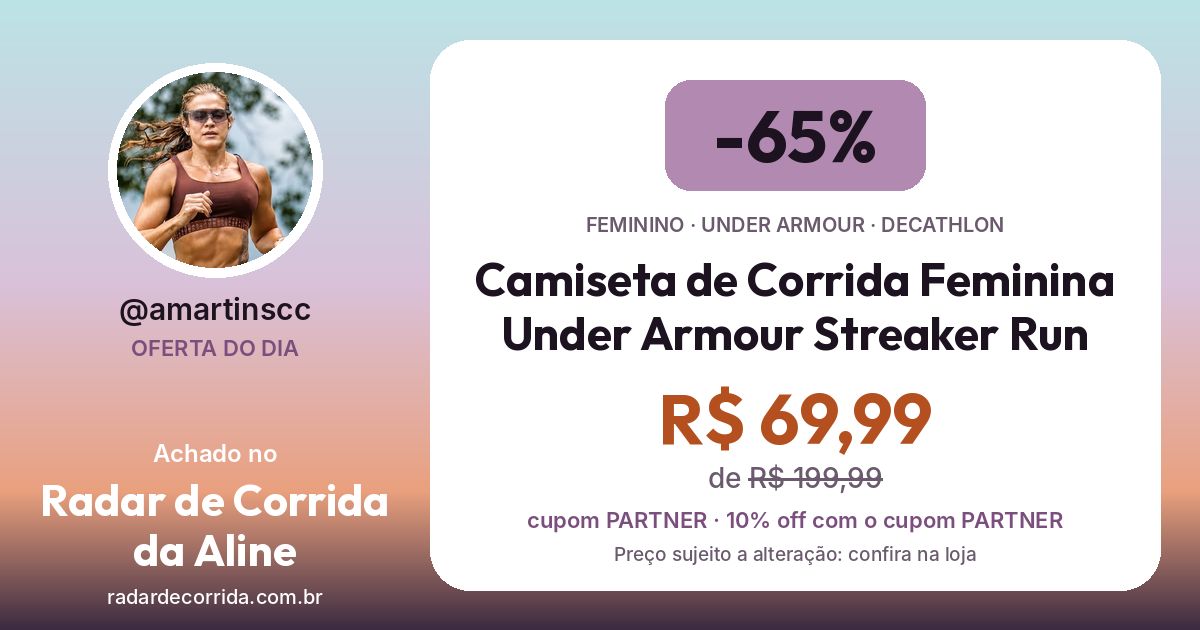 @amartinscc
OFERTA DO DIA
Achado no
Radar de Corrida
da Aline
radardecorrida.com.br
-65%
FEMININO · UNDER ARMOUR · DECATHLON
Camiseta de Corrida Feminina
Under Armour Streaker Run
R$ 69,99
de R$ 199,99
cupom PARTNER · 10% off com o cupom PARTNER
Preço sujeito a alteração: confira na loja